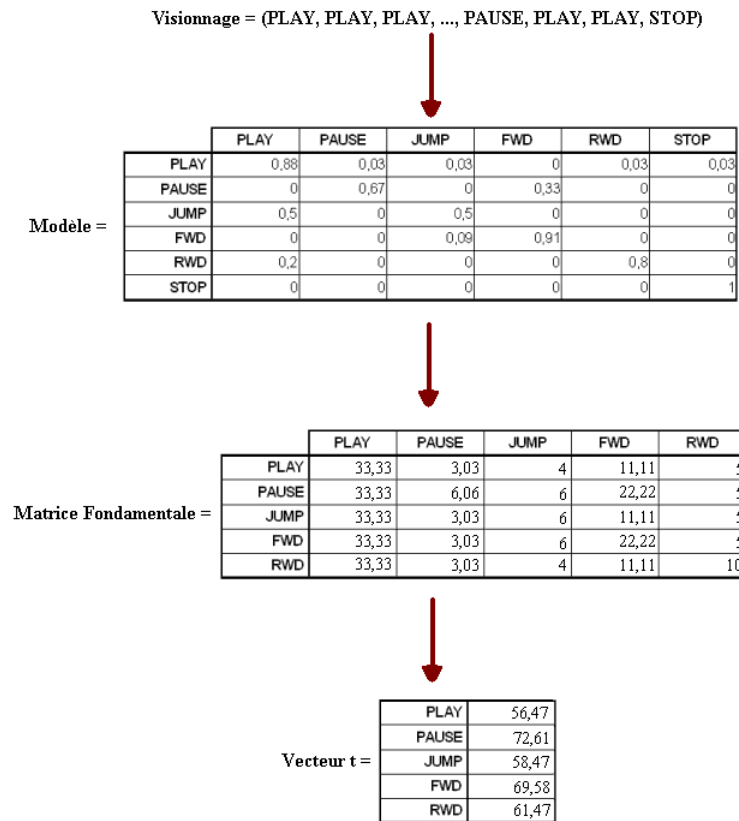 Visionnage = (PLAY, PLAY, PLAY, ..., PAUSE, PLAY, PLAY, STOP)
PLAY PAUSE JUMP FWD RWD STOP
PLAY 0,88 0,03 0,03 0 0,03 0,03
PAUSE 0 0,67 0 0,33 0 0
Modèle =
JUMP 0,5 0 0,5 0 0 0
FWD 0 0 0,09 0,91 0 0
RWD 0,2 0 0 0 0,8 0
STOP 0 0 0 0 0 1
PLAY PAUSE JUMP FWD RWD
PLAY 33,33 3,03 4 11,11
PAUSE 33,33 6,06 6 22,22
Matrice Fondamentale =
JUMP 33,33 3,03 6 11,11
FWD 33,33 3,03 6 22,22
RWD 33,33 3,03 4 11,11 10
PLAY 56,47
PAUSE 72,61
Vecteur t =
JUMP 58,47
FWD 69,58
RWD 61,47